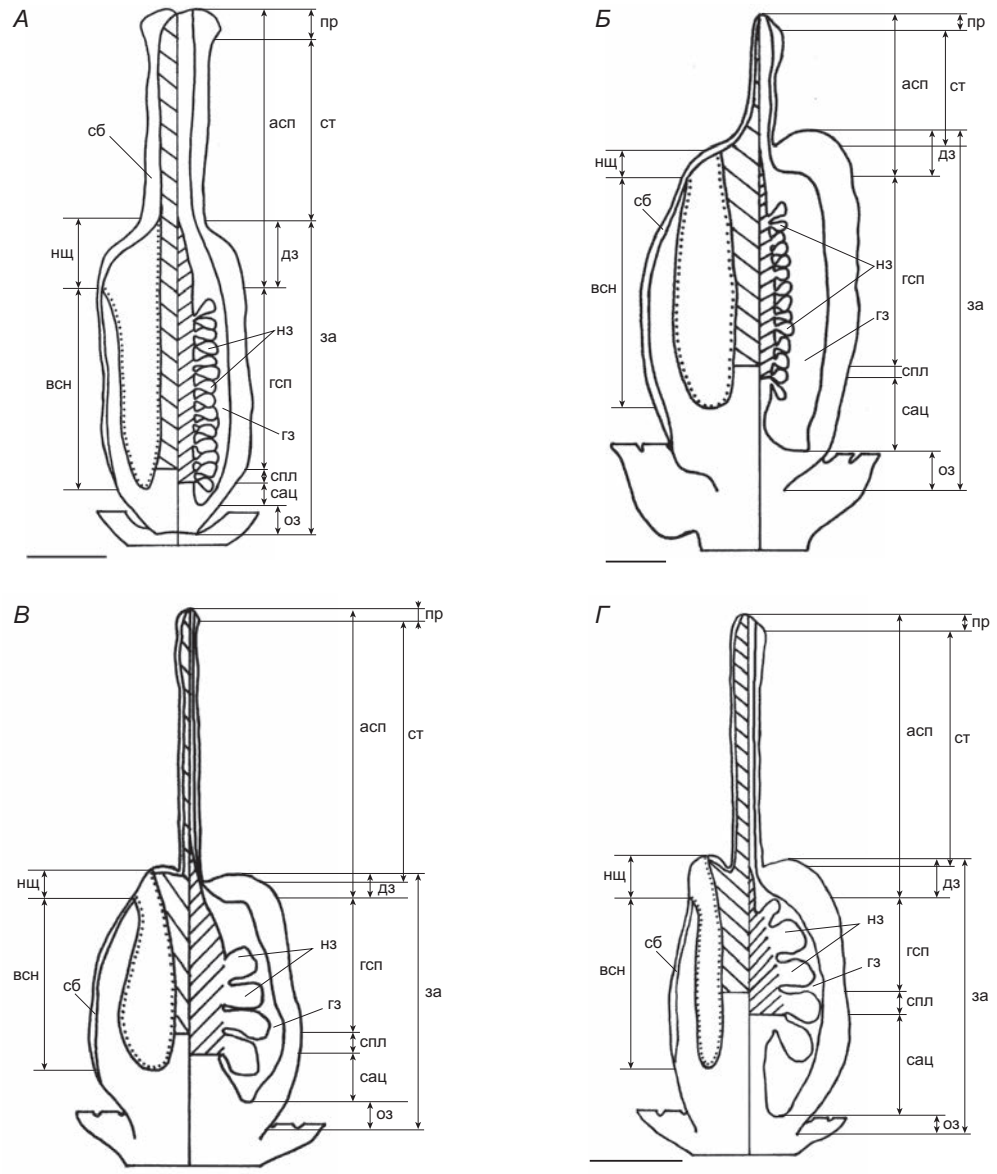 А
пр
асп
ст
сб
нщ
дз
нз
за
всн
гсп
гз
спл
сац
оз
Б
пр
асп
ст
нщ
дз
сб
нз
всн
гсп
гз
за
спл
сац
оз
В
пр
асп
ст
нщ
дз
нз
гсп
всн
сб
гз
за
спл
сац
оз
Г
пр
асп
ст
нщ
дз
нз
сб
гз
гсп
всн
за
спл
сац
оз